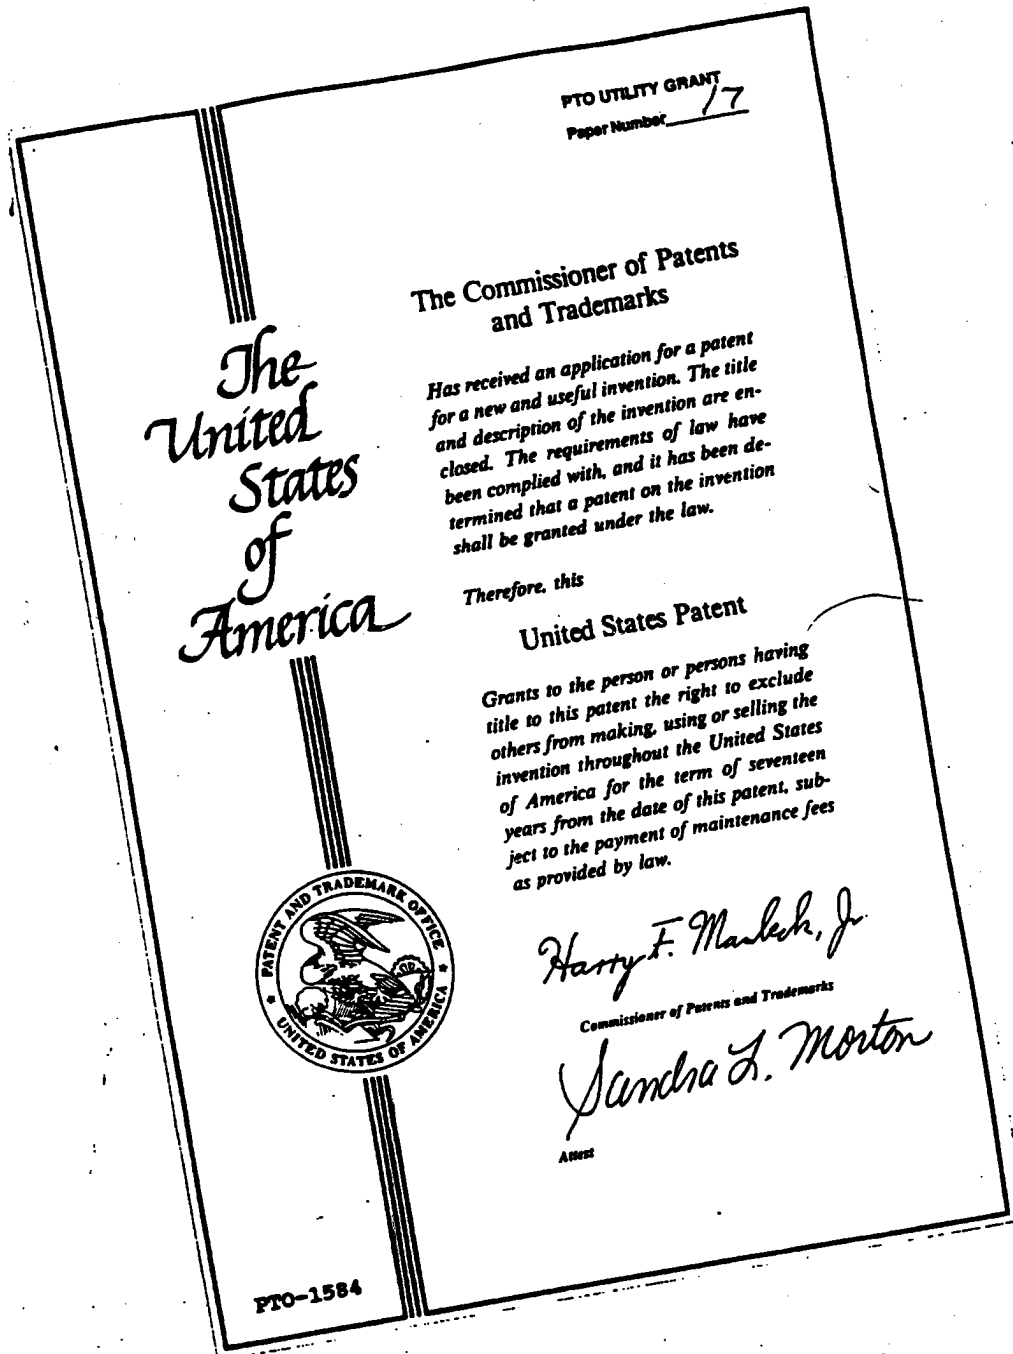 PTO UTILITY GRANT
Paper Number 17
The Commissioner of Patents
and Trademarks
Has received an application for a patent
for a new and useful invention. The title
and description of the invention are en-
closed. The requirements of law have
been complied with, and it has been de-
termined that a patent on the invention
shall be granted under the law.
Therefore, this
United States Patent
Grants to the person or persons having
title to this patent the right to exclude
others from making, using or selling the
invention throughout the United States
of America for the term of seventeen
years from the date of this patent, sub-
ject to the payment of maintenance fees
as provided by law.
Harry F. Manbeck, Jr.
Commissioner of Patents and Trademarks
Sandra L. Morton
Attest
The
United
States
of
America
PATENT AND TRADEMARK OFFICE
UNITED STATES OF AMERICA
PTO-1584